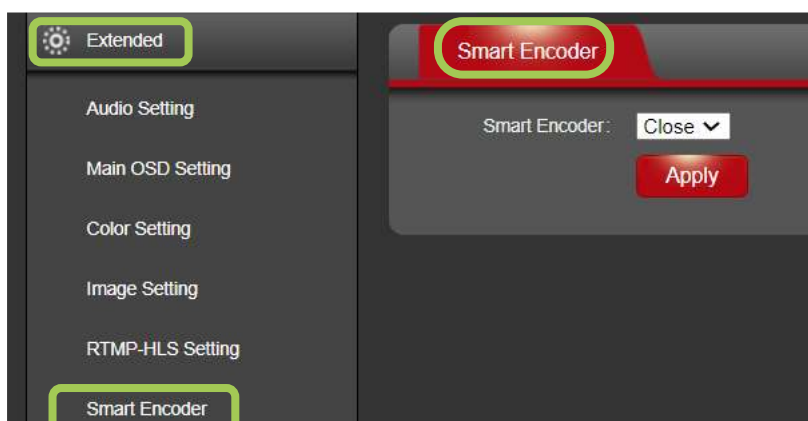 Extended
Audio Setting
Main OSD Setting
Color Setting
Image Setting
RTMP-HLS Setting
Smart Encoder
Smart Encoder
Smart Encoder: Close
Apply